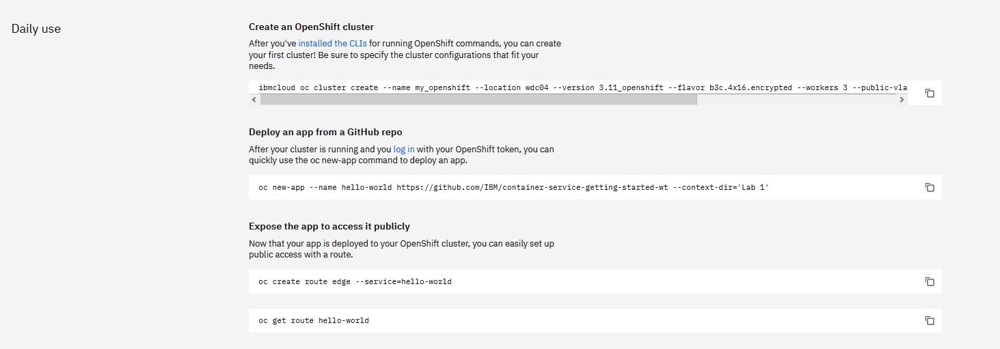 Daily use
Create an OpenShift cluster
After you've installed the CLIs for running OpenShift commands, you can create
your first cluster! Be sure to specify the cluster configurations that fit your
needs.
ibmcloud oc cluster create --name my_openshift --location wdc04 --version 3.11_openshift --flavor b3c.4x16.encrypted --workers 3 --public-vla
Deploy an app from a GitHub repo
After your cluster is running and you log in with your OpenShift token, you can
quickly use the oc new-app command to deploy an app.
oc new-app --name hello-world https://github.com/IBM/container-service-getting-started-wt --context-dir='Lab 1'
Expose the app to access it publicly
Now that your app is deployed to your OpenShift cluster, you can easily set up
public access with a route.
oc create route edge --service=hello-world
oc get route hello-world